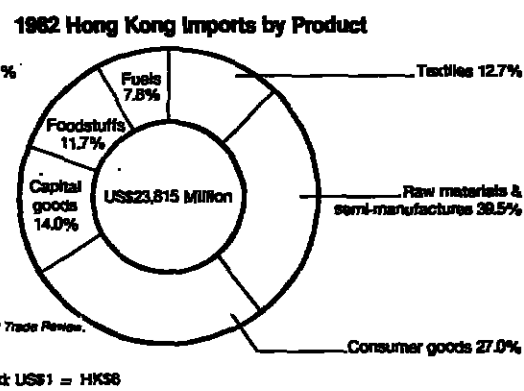 1982 Hong Kong Imports by Product
%
Fuels
7.8%
Textiles 12.7%
Foodstuffs
11.7%
Capital
goods
14.0%
US$23,815 Million
Raw materials &
semi-manufactures 39.5%
Trade Review.
Consumer goods 27.0%
US$1 = HK$6